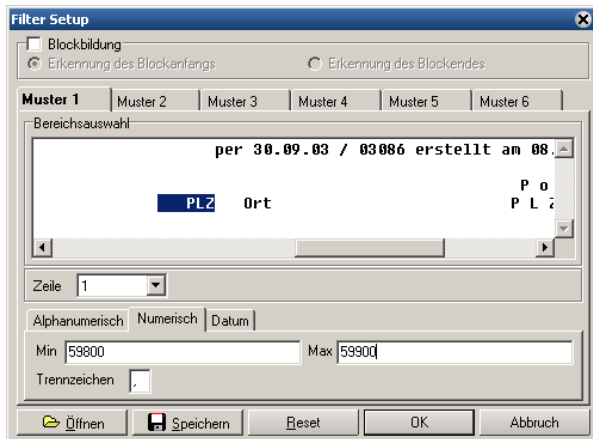 Filter Setup
Blockbildung
Erkennung des Blockanfangs Erkennung des Blockendes
Muster 1 Muster 2 Muster 3 Muster 4 Muster 5 Muster 6
Bereichsauswahl
per 30.09.03 / 03086 erstellt am 08.
P o
PLZ Ort P L Z
Zeile 1
Alphanumerisch Numerisch Datum
Min 59800 Max 59900
Trennzeichen ,
Öffnen Speichern Reset OK Abbruch